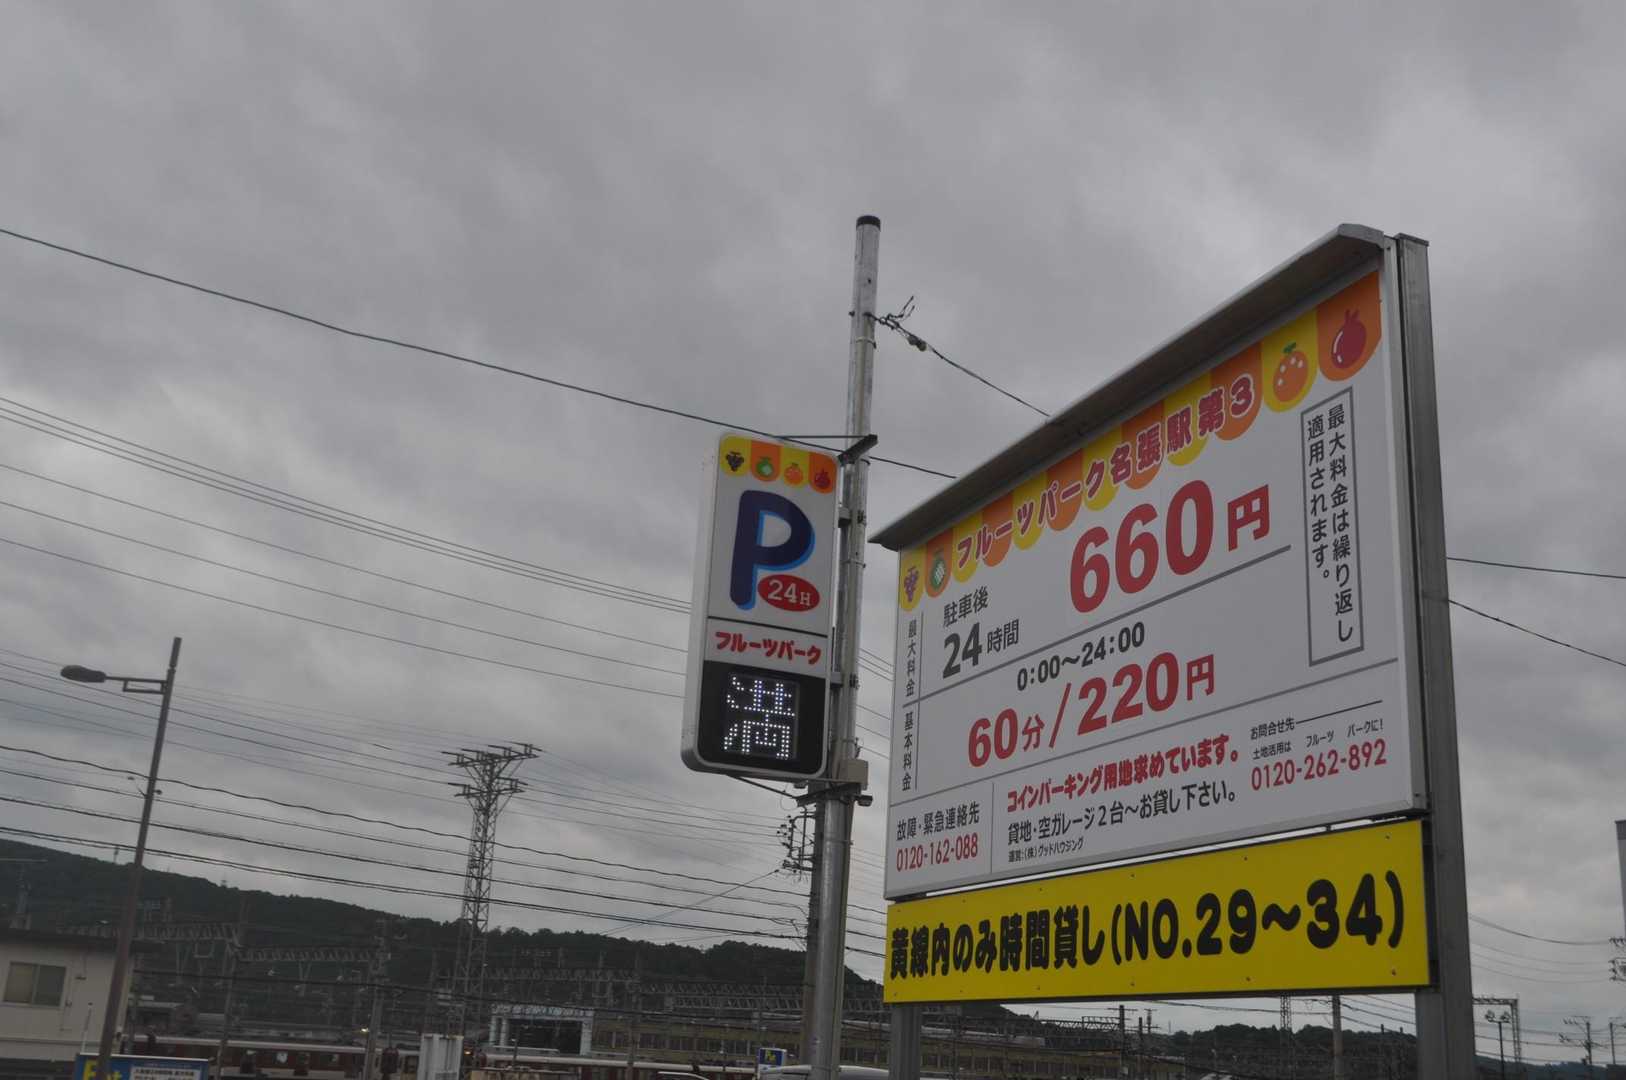 P
24H
フルーツパーク
満
フルーツパーク名張駅第3
最大料金
駐車後
24時間
660円
最大料金は繰り返し
適用されます。
基本料金
0:00～24:00
60分/220円
故障・緊急連絡先
0120-162-088
コインパーキング用地求めています。
貸地・空ガレージ2台～お貸し下さい。
運営:(株)グッドハウジング
お問合せ先
土地活用は フルーツ パークに!
0120-262-892
黄線内のみ時間貸し(NO.29～34)